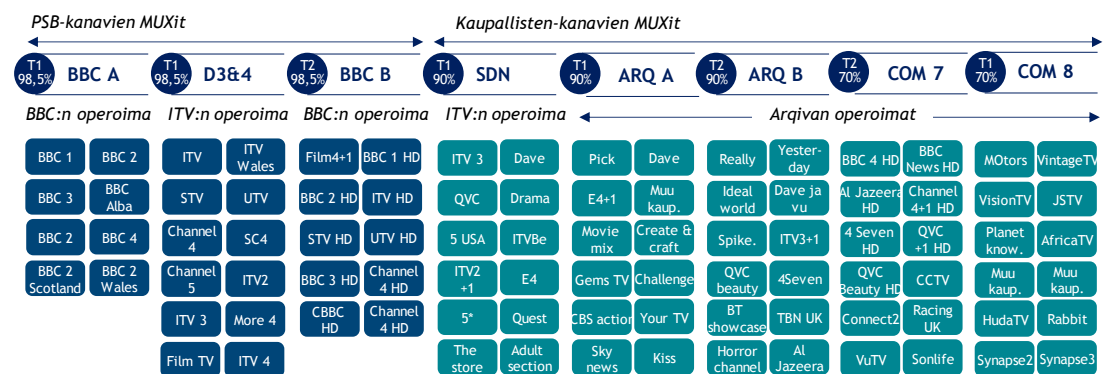 PSB-kanavien MUXit
Kaupallisten-kanavien MUXit
T1
98,5%
BBC A
T1
98,5%
D3&4
T2
98,5%
BBC B
T1
90%
SDN
T1
90%
ARQ A
T2
90%
ARQ B
T2
70%
COM 7
T1
70%
COM 8
BBC:n operoima
ITV:n operoima
BBC:n operoima
ITV:n operoima
Arqivan operoimat
BBC 1
BBC 2
BBC 3
BBC
Alba
BBC 2
BBC 4
BBC 2
Scotland
BBC 2
Wales
ITV
ITV
Wales
STV
UTV
Channel
4
SC4
Channel
5
ITV2
ITV 3
More 4
Film TV
ITV 4
Film4+1
BBC 1 HD
BBC 2 HD
ITV HD
STV HD
UTV HD
BBC 3 HD
Channel
4 HD
CBBC
HD
Channel
4 HD
ITV 3
Dave
QVC
Drama
5 USA
ITVBe
ITV2
+1
E4
5*
Quest
The
store
Adult
section
Pick
Dave
E4+1
Muu
kaup.
Movie
mix
Create &
craft
Gems TV
Challenge
CBS action
Your TV
Sky
news
Kiss
Really
Yester-
day
Ideal
world
Dave ja
vu
Spike.
ITV3+1
QVC
beauty
4Seven
BT
showcase
TBN UK
Horror
channel
Al
Jazeera
BBC 4 HD
BBC
News HD
Al Jazeera
HD
Channel
4+1 HD
4 Seven
HD
QVC
+1 HD
QVC
Beauty HD
CCTV
Connect2
Racing
UK
VuTV
Sonlife
MOtors
VintageTV
VisionTV
JSTV
Planet
know.
AfricaTV
Muu
kaup.
Muu
kaup.
HudaTV
Rabbit
Synapse2
Synapse3